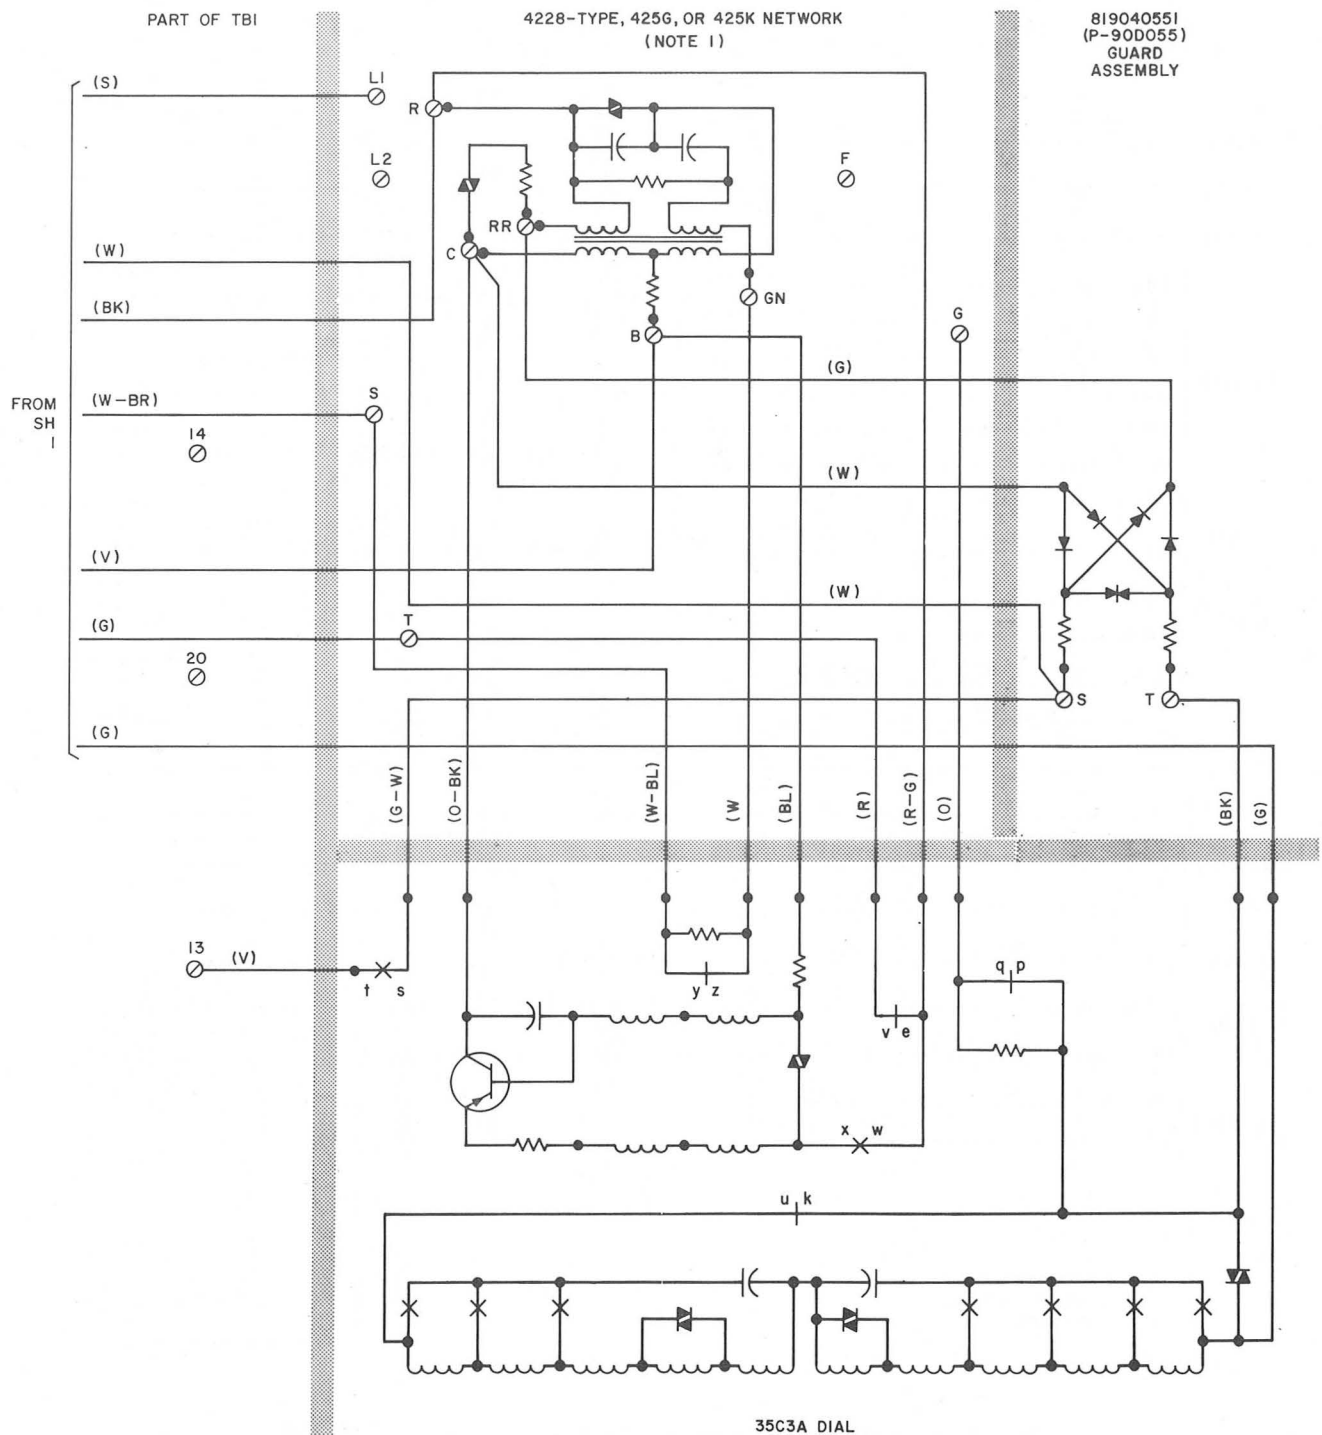 PART OF TB1
4228-TYPE, 425G, OR 425K NETWORK
(NOTE 1)
819040551
(P-90D055)
GUARD
ASSEMBLY
(S)
L1
R
L2
F
RR
(W)
C
GN
(BK)
B
G
(G)
FROM
SH
1
(W-BR)
S
14
(W)
(V)
(W)
(G)
T
20
S
T
(G)
(G-W)
(O-BK)
(W-BL)
(W
(BL)
(R)
(R-G)
(O)
(BK)
(G)
13
(V)
t s
y z
q p
v e
x w
u k
35C3A DIAL